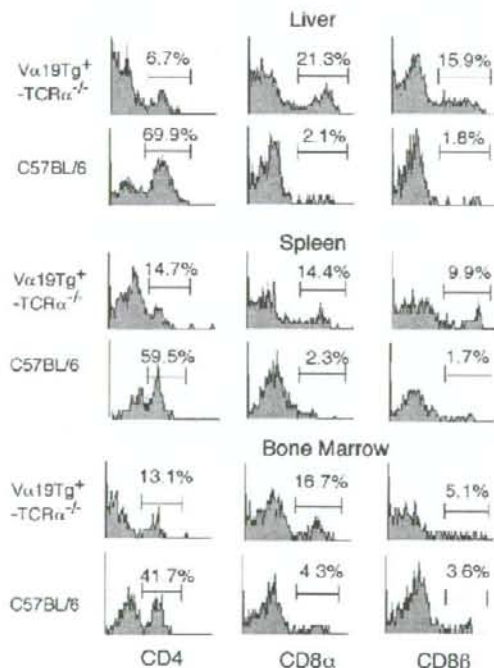 Liver
Vα19Tg⁺ 6.7% 21.3% 15.9%
-TCRα⁻/⁻
C57BL/6 69.9% 2.1% 1.8%
Spleen
Vα19Tg⁺ 14.7% 14.4% 9.9%
-TCRα⁻/⁻
C57BL/6 59.5% 2.3% 1.7%
Bone Marrow
Vα19Tg⁺ 13.1% 16.7% 5.1%
-TCRα⁻/⁻
C57BL/6 41.7% 4.3% 3.6%
CD4 CD8α CD8β